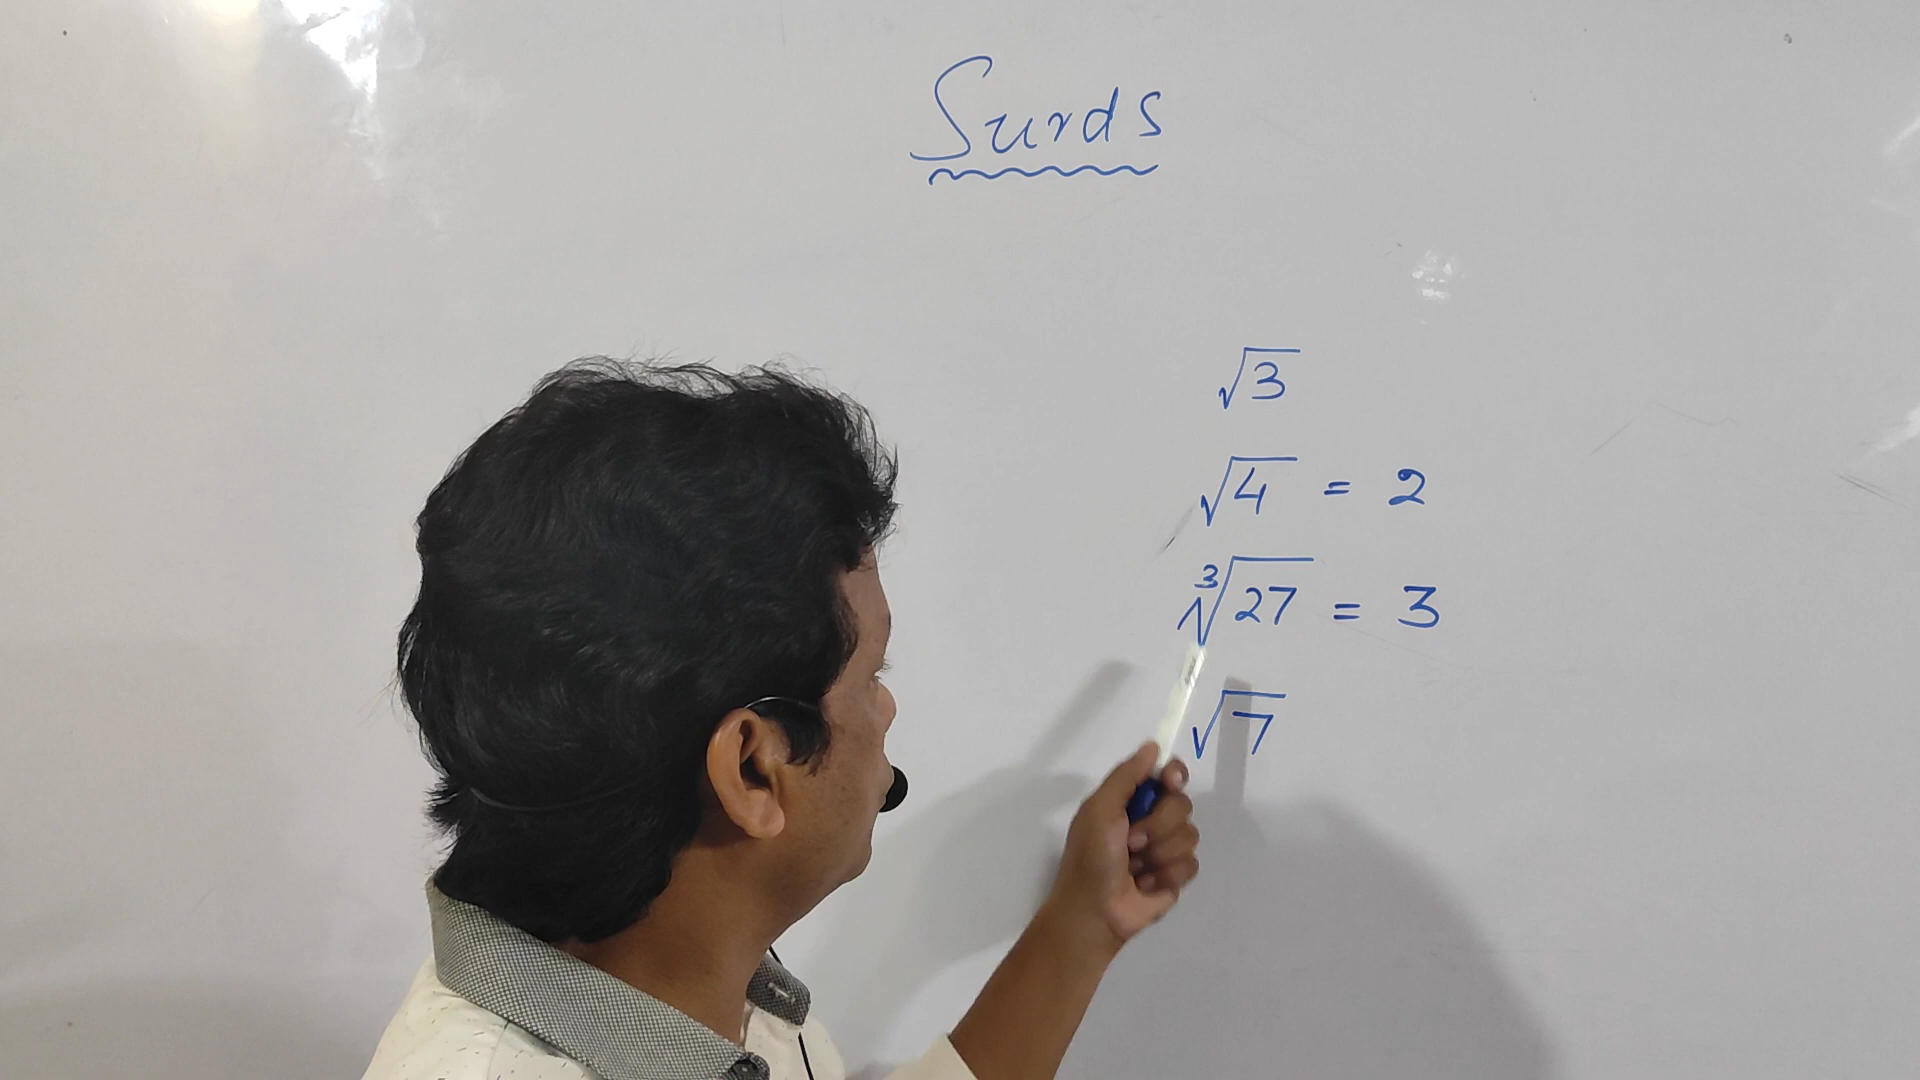 Surds
√3
√4 = 2
∛27 = 3
√7